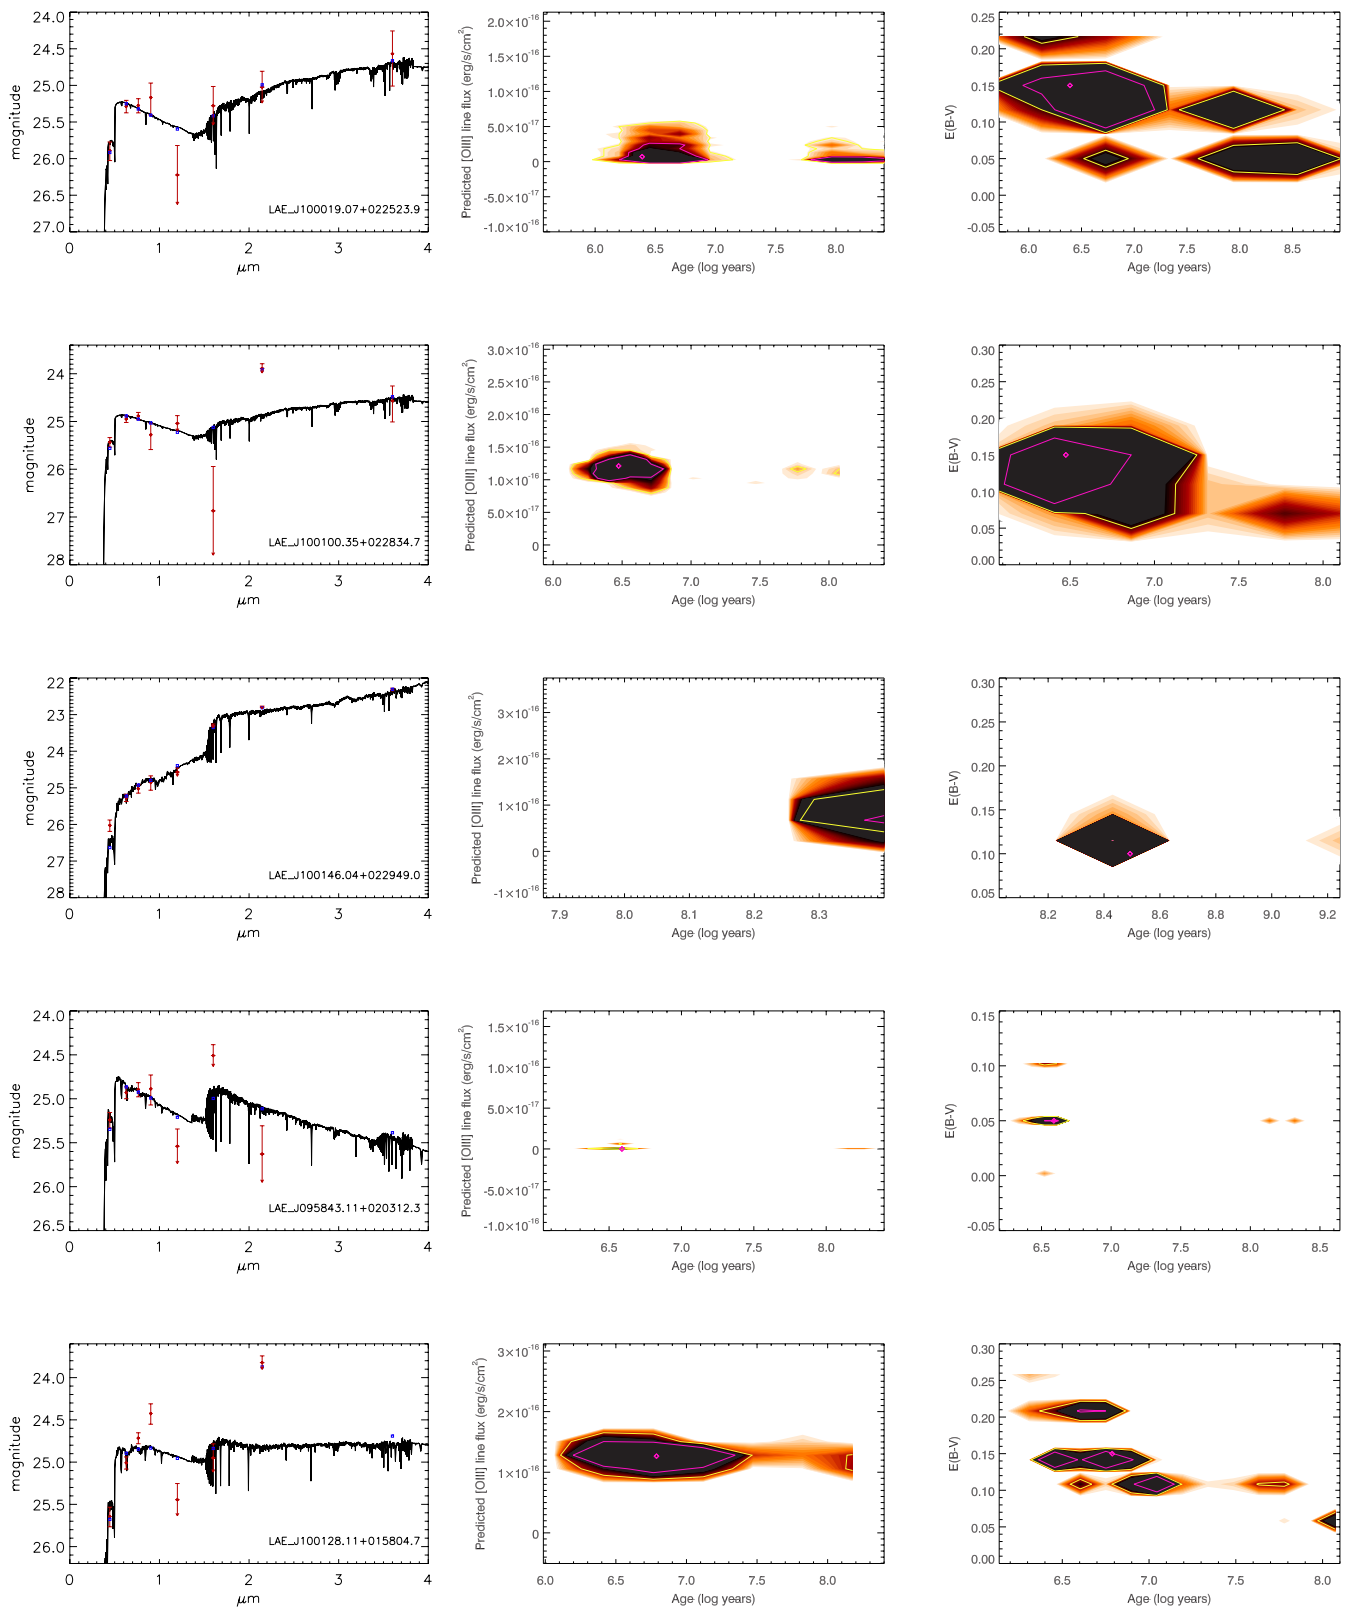 24.0
24.5
25.0
25.5
26.0
26.5
27.0
magnitude
0 1 2 3 4
μm
LAE_J100019.07+022523.9
2.0×10⁻¹⁶
1.5×10⁻¹⁶
1.0×10⁻¹⁶
5.0×10⁻¹⁷
0
-5.0×10⁻¹⁷
-1.0×10⁻¹⁶
Predicted [OIII] line flux (erg/s/cm²)
6.0 6.5 7.0 7.5 8.0
Age (log years)
0.25
0.20
0.15
0.10
0.05
0.00
-0.05
E(B-V)
6.0 6.5 7.0 7.5 8.0 8.5
Age (log years)
24
25
26
27
28
magnitude
0 1 2 3 4
μm
LAE_J100100.35+022834.7
3.0×10⁻¹⁶
2.5×10⁻¹⁶
2.0×10⁻¹⁶
1.5×10⁻¹⁶
1.0×10⁻¹⁶
5.0×10⁻¹⁷
0
Predicted [OIII] line flux (erg/s/cm²)
6.0 6.5 7.0 7.5 8.0
Age (log years)
0.30
0.25
0.20
0.15
0.10
0.05
0.00
E(B-V)
6.5 7.0 7.5 8.0
Age (log years)
22
23
24
25
26
27
28
magnitude
0 1 2 3 4
μm
LAE_J100146.04+022949.0
3×10⁻¹⁶
2×10⁻¹⁶
1×10⁻¹⁶
0
-1×10⁻¹⁶
Predicted [OIII] line flux (erg/s/cm²)
7.9 8.0 8.1 8.2 8.3
Age (log years)
0.30
0.25
0.20
0.15
0.10
0.05
E(B-V)
8.2 8.4 8.6 8.8 9.0 9.2
Age (log years)
24.0
24.5
25.0
25.5
26.0
26.5
magnitude
0 1 2 3 4
μm
LAE_J095843.11+020312.3
1.5×10⁻¹⁶
1.0×10⁻¹⁶
5.0×10⁻¹⁷
0
-5.0×10⁻¹⁷
-1.0×10⁻¹⁶
Predicted [OIII] line flux (erg/s/cm²)
6.5 7.0 7.5 8.0
Age (log years)
0.15
0.10
0.05
0.00
-0.05
E(B-V)
6.5 7.0 7.5 8.0 8.5
Age (log years)
24.0
24.5
25.0
25.5
26.0
magnitude
0 1 2 3 4
μm
LAE_J100128.11+015804.7
3×10⁻¹⁶
2×10⁻¹⁶
1×10⁻¹⁶
0
Predicted [OIII] line flux (erg/s/cm²)
6.0 6.5 7.0 7.5 8.0
Age (log years)
0.30
0.25
0.20
0.15
0.10
0.05
0.00
E(B-V)
6.5 7.0 7.5 8.0
Age (log years)